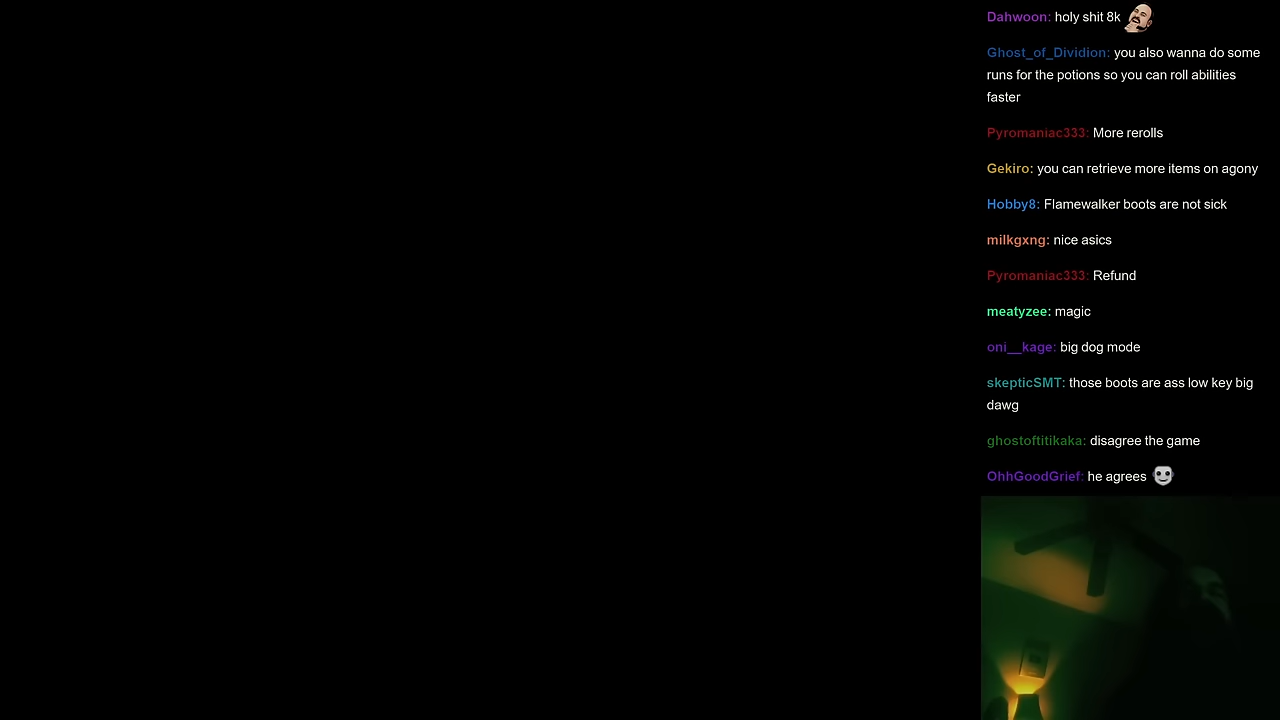 Dahwoon: holy shit 8k
Ghost_of_Dividion: you also wanna do some
runs for the potions so you can roll abilities
faster
Pyromaniac333: More rerolls
Gekiro: you can retrieve more items on agony
Hobby8: Flamewalker boots are not sick
milkgxng: nice asics
Pyromaniac333: Refund
meatyzee: magic
oni__kage: big dog mode
skepticSMT: those boots are ass low key big
dawg
ghostoftitikaka: disagree the game
OhhGoodGrief: he agrees